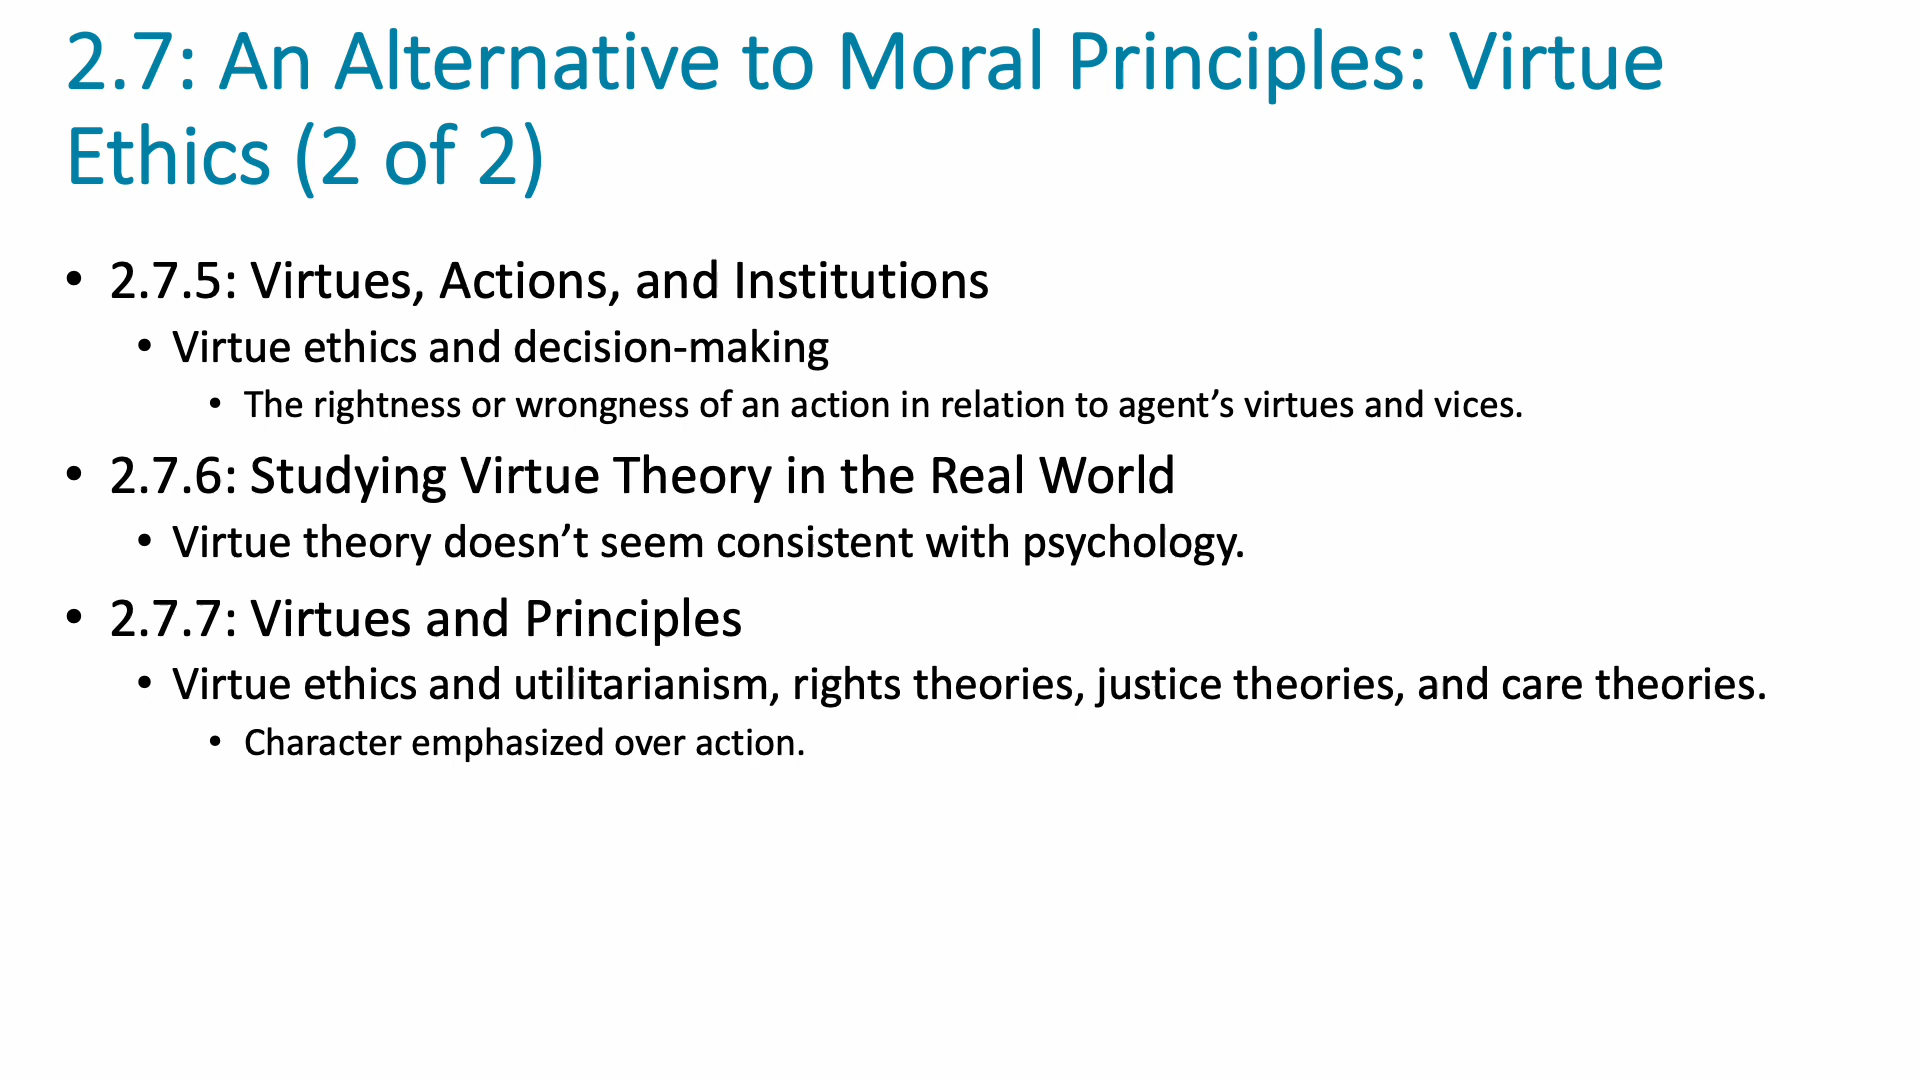 2.7: An Alternative to Moral Principles: Virtue
Ethics (2 of 2)
• 2.7.5: Virtues, Actions, and Institutions
• Virtue ethics and decision-making
• The rightness or wrongness of an action in relation to agent’s virtues and vices.
• 2.7.6: Studying Virtue Theory in the Real World
• Virtue theory doesn’t seem consistent with psychology.
• 2.7.7: Virtues and Principles
• Virtue ethics and utilitarianism, rights theories, justice theories, and care theories.
• Character emphasized over action.